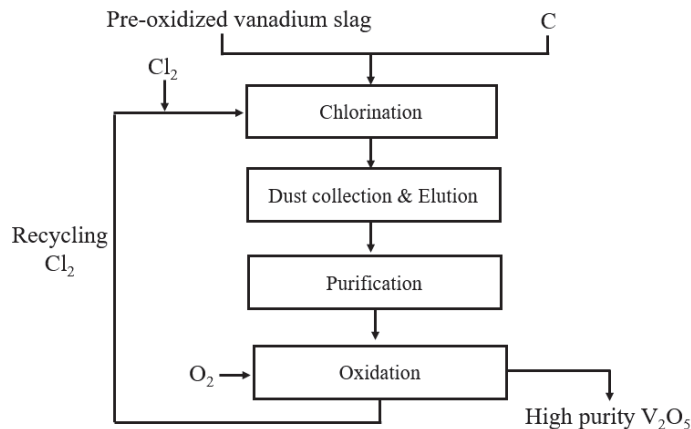 Pre-oxidized vanadium slag
C
Cl₂
Chlorination
Dust collection & Elution
Recycling
Cl₂
Purification
O₂
Oxidation
High purity V₂O₅